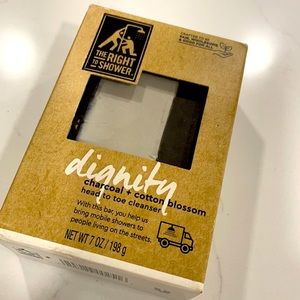 THE RIGHT
TO SHOWER
dignity
charcoal + cotton blossom
head to toe cleanser
With this bar, you help us
bring mobile showers to
people living on the streets.
NET WT 7 OZ / 198 g